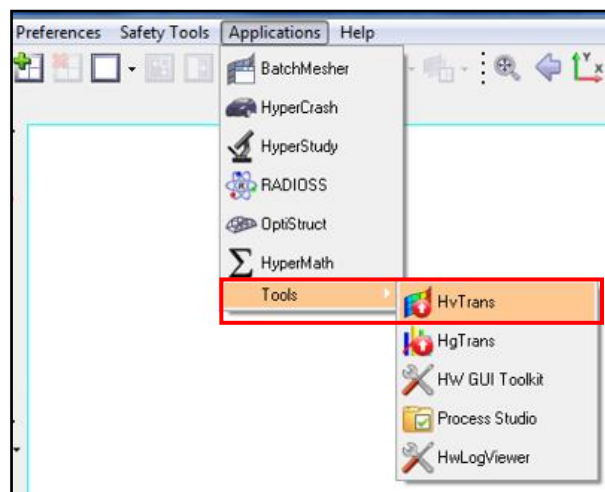 Preferences Safety Tools Applications Help
BatchMesher
HyperCrash
HyperStudy
RADIOSS
OptiStruct
HyperMath
Tools
HvTrans
HgTrans
HW GUI Toolkit
Process Studio
HwLogViewer